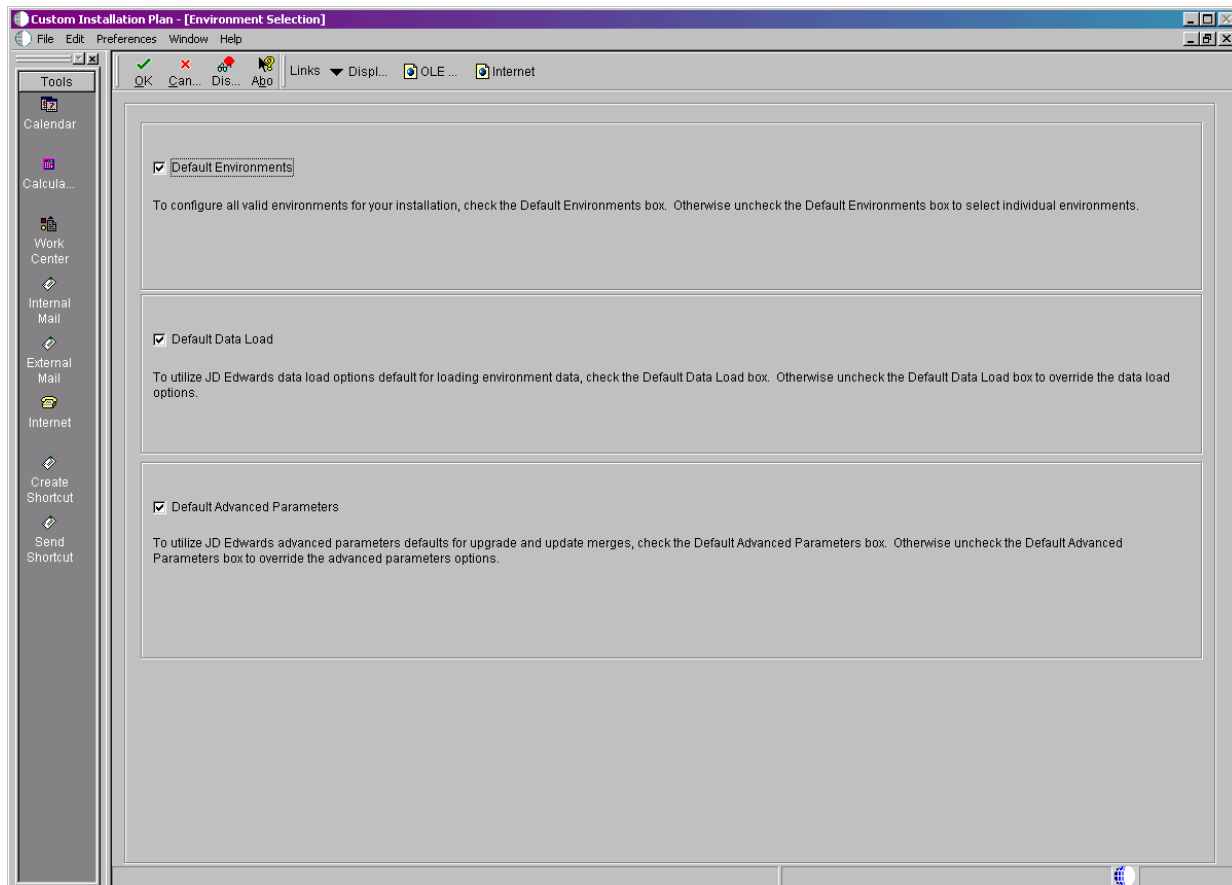 Custom Installation Plan - [Environment Selection]
File Edit Preferences Window Help
Tools
Calendar
Calcula...
Work
Center
Internal
Mail
External
Mail
Internet
Create
Shortcut
Send
Shortcut
OK Can... Dis... Abo Links Displ... OLE ... Internet
Default Environments
To configure all valid environments for your installation, check the Default Environments box. Otherwise uncheck the Default Environments box to select individual environments.
Default Data Load
To utilize JD Edwards data load options default for loading environment data, check the Default Data Load box. Otherwise uncheck the Default Data Load box to override the data load
options.
Default Advanced Parameters
To utilize JD Edwards advanced parameters defaults for upgrade and update merges, check the Default Advanced Parameters box. Otherwise uncheck the Default Advanced
Parameters box to override the advanced parameters options.